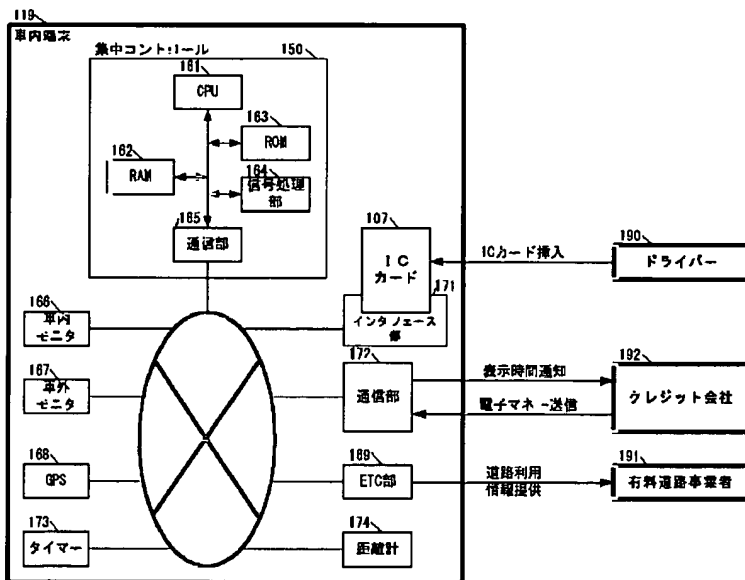 119
車内端末
集中コントロール
150
161
CPU
163
ROM
162
RAM
164
信号処理
部
165
通信部
107
IC
カード
171
インタフェース
部
ICカード挿入
190
ドライバー
166
車内
モニタ
172
通信部
表示時間通知
電子マネー送信
192
クレジット会社
167
車外
モニタ
168
GPS
169
ETC部
道路利用
情報提供
191
有料道路事業者
173
タイマー
174
距離計